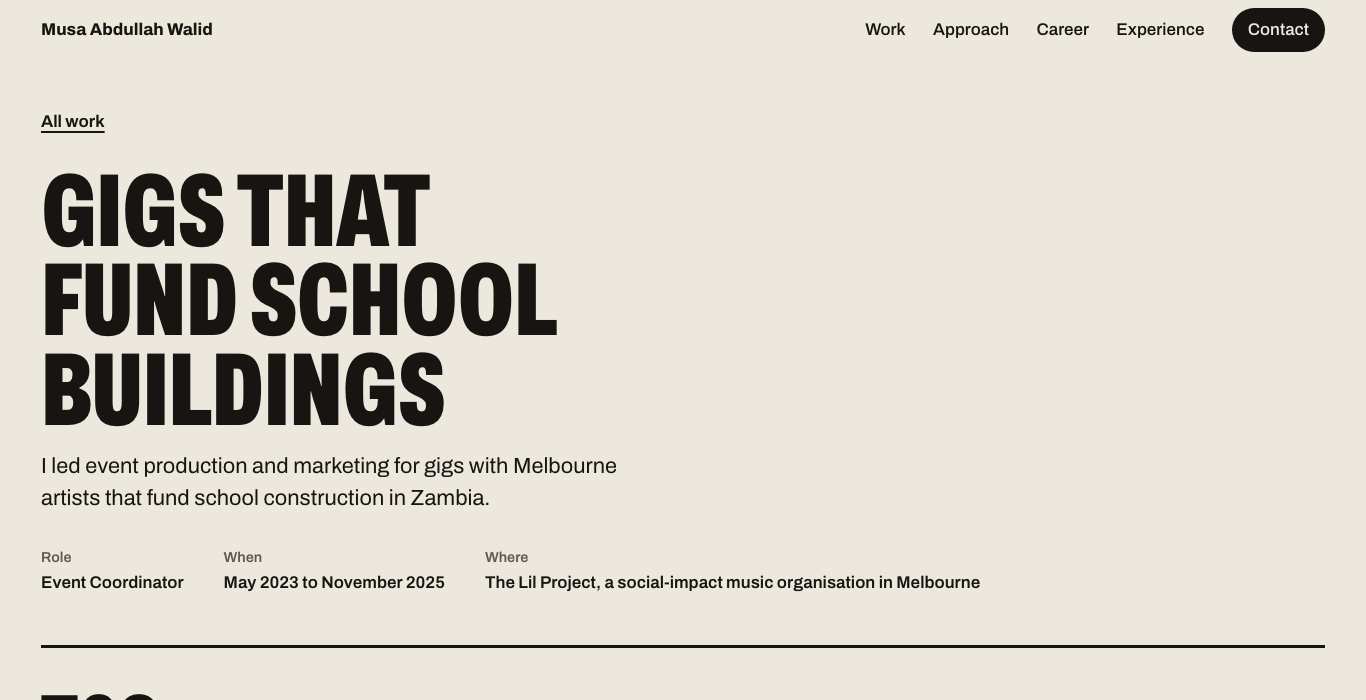 Musa Abdullah Walid
Work Approach Career Experience Contact
All work
GIGS THAT
FUND SCHOOL
BUILDINGS
I led event production and marketing for gigs with Melbourne
artists that fund school construction in Zambia.
Role When Where
Event Coordinator May 2023 to November 2025 The Lil Project, a social-impact music organisation in Melbourne